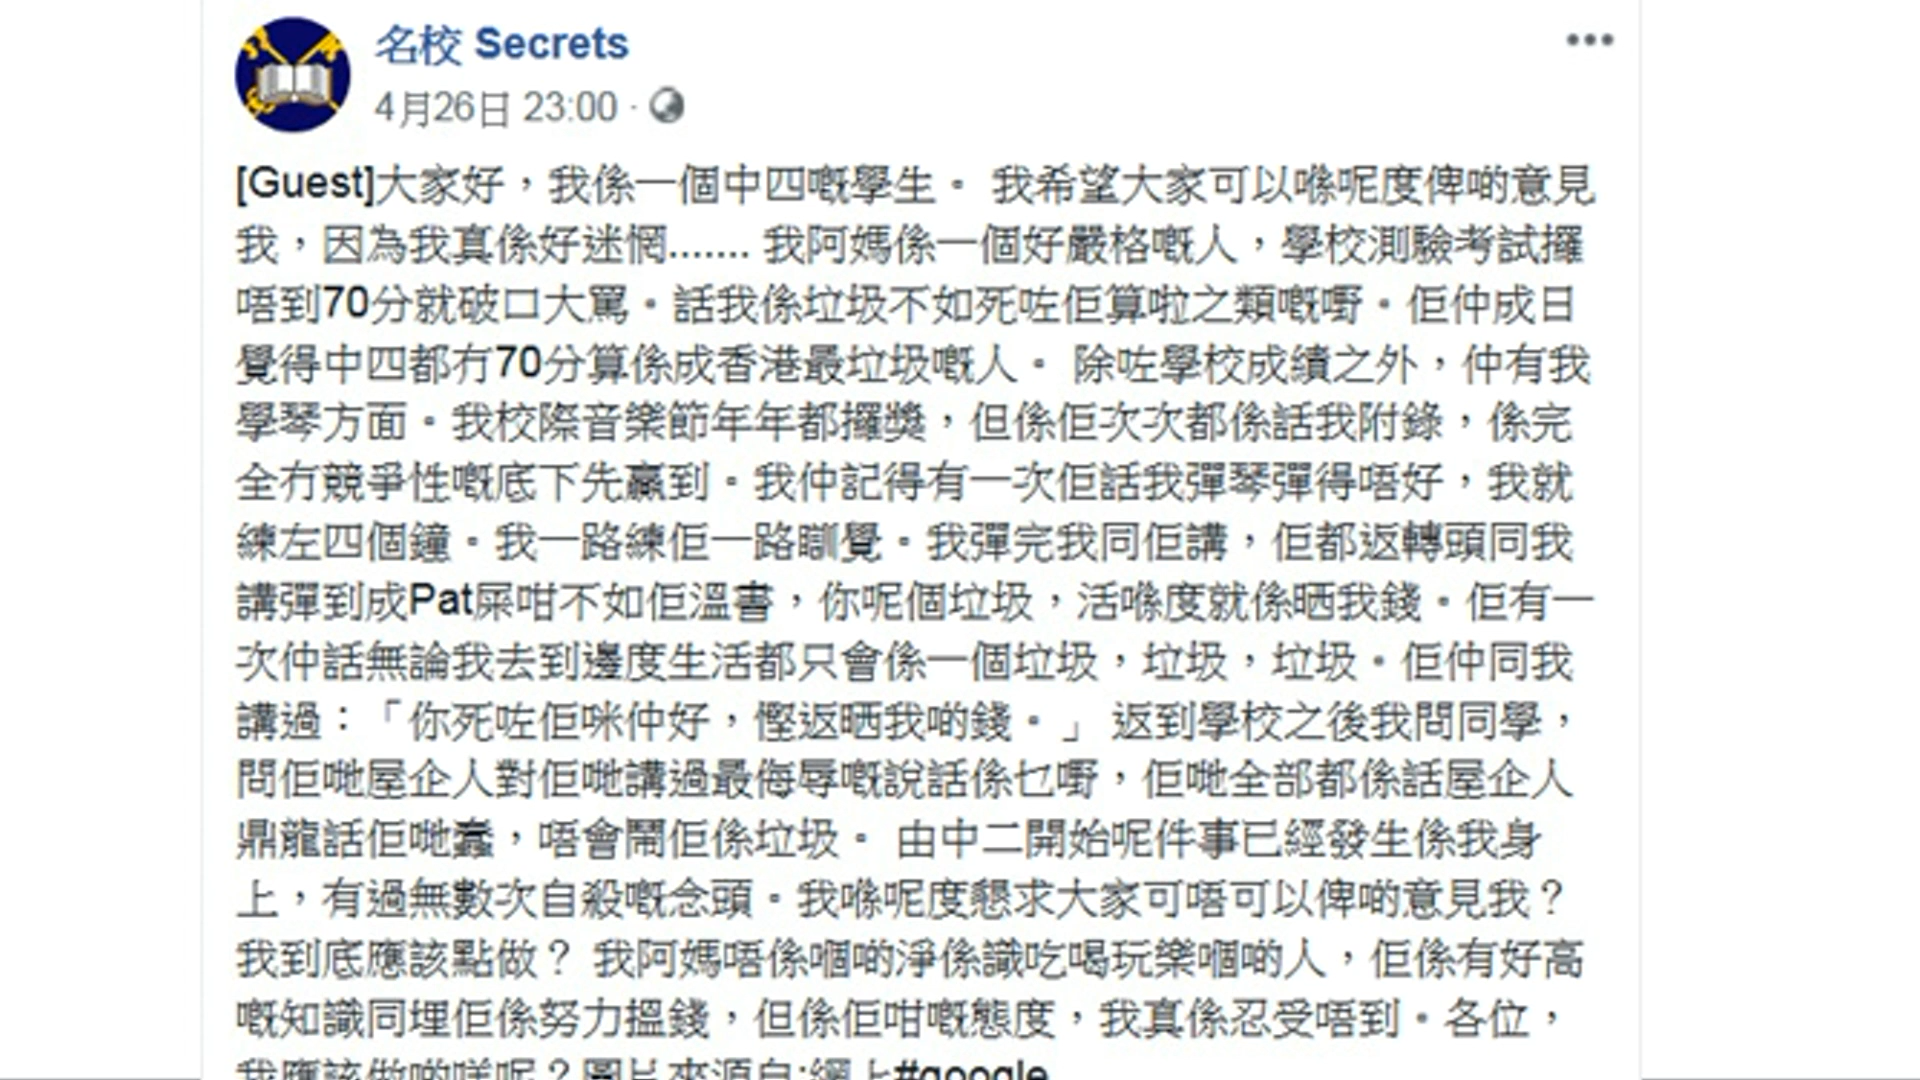 名校 Secrets
4月26日 23:00
[Guest]大家好，我係一個中四嘅學生。 我希望大家可以喺呢度俾啲意見
我，因為我真係好迷惘....... 我阿媽係一個好嚴格嘅人，學校測驗考試攞
唔到70分就破口大罵。話我係垃圾不如死咗佢算啦之類嘅嘢。佢仲成日
覺得中四都冇70分算係成香港最垃圾嘅人。 除咗學校成績之外，仲有我
學琴方面。我校際音樂節年年都攞獎，但係佢次次都係話我附錄，係完
全冇競爭性嘅底下先贏到。我仲記得有一次佢話我彈琴彈得唔好，我就
練左四個鐘。我一路練佢一路瞓覺。我彈完我同佢講，佢都返轉頭同我
講彈到成Pat屎咁不如佢溫書，你呢個垃圾，活喺度就係晒我錢。佢有一
次仲話無論我去到邊度生活都只會係一個垃圾，垃圾，垃圾。佢仲同我
講過：「你死咗佢咪仲好，慳返晒我啲錢。」 返到學校之後我問同學，
問佢哋屋企人對佢哋講過最侮辱嘅說話係乜嘢，佢哋全部都係話屋企人
鼎龍話佢哋蠢，唔會鬧佢係垃圾。 由中二開始呢件事已經發生係我身
上，有過無數次自殺嘅念頭。我喺呢度懇求大家可唔可以俾啲意見我？
我到底應該點做？ 我阿媽唔係嗰啲淨係識吃喝玩樂嗰啲人，佢係有好高
嘅知識同埋佢係努力搵錢，但係佢咁嘅態度，我真係忍受唔到。各位，
我應該做啲咩呢？圖片來源自:網上#google